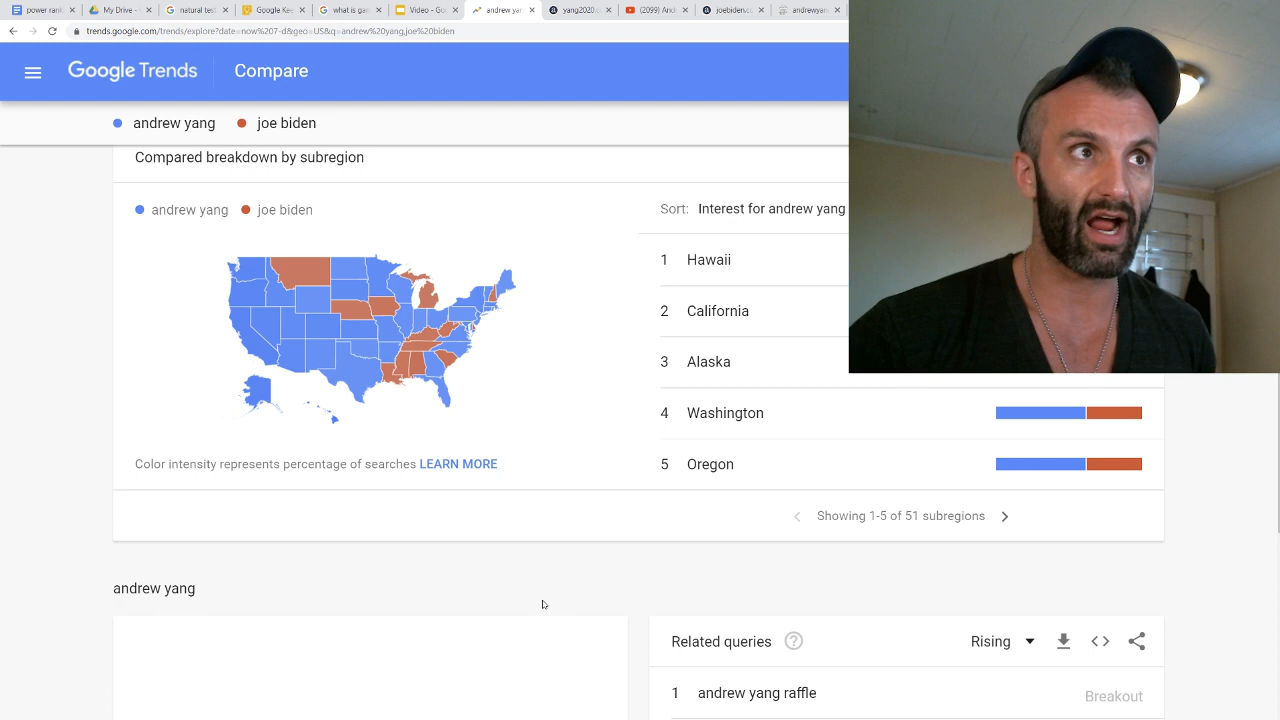 power rank
My Drive -
natural test
Google Kee
what is gas
Video - Go
andrew yan
yang2020.
(2099) And
joebiden.c
andrewyan
trends.google.com/trends/explore?date=now%207-d&geo=US&q=andrew%20yang,joe%20biden
Google Trends Compare
andrew yang joe biden
Compared breakdown by subregion
andrew yang joe biden
Sort: Interest for andrew yang
1 Hawaii
2 California
3 Alaska
4 Washington
5 Oregon
Color intensity represents percentage of searches LEARN MORE
Showing 1-5 of 51 subregions
andrew yang
Related queries ? Rising
1 andrew yang raffle Breakout